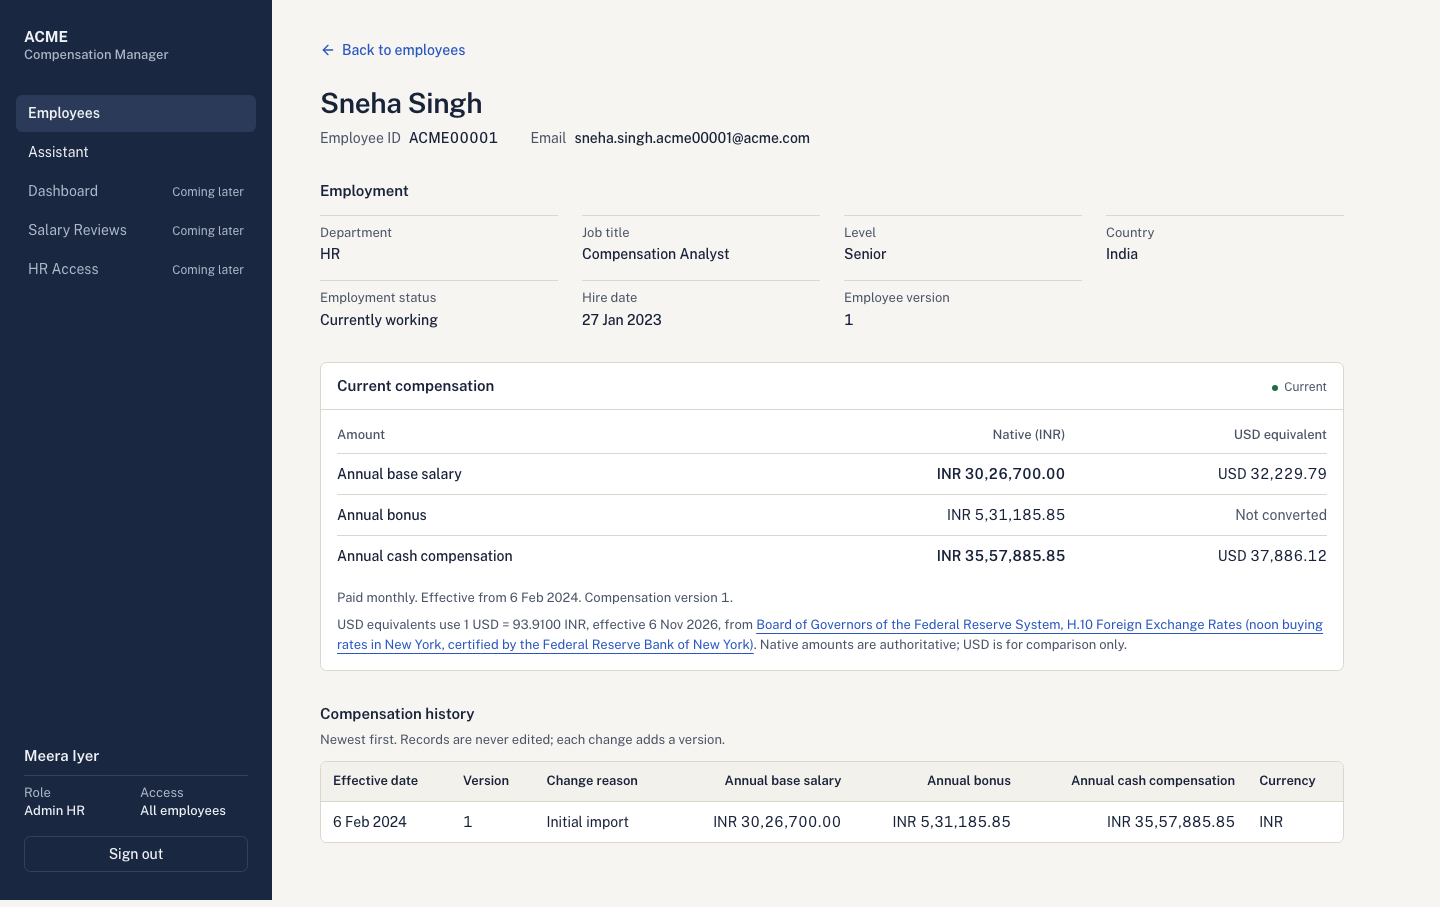 ACME
Compensation Manager
Employees
Assistant
Dashboard Coming later
Salary Reviews Coming later
HR Access Coming later
Meera Iyer
Role Access
Admin HR All employees
Sign out
← Back to employees
Sneha Singh
Employee ID ACME00001 Email sneha.singh.acme00001@acme.com
Employment
Department Job title Level Country
HR Compensation Analyst Senior India
Employment status Hire date Employee version
Currently working 27 Jan 2023 1
Current compensation Current
Amount Native (INR) USD equivalent
Annual base salary INR 30,26,700.00 USD 32,229.79
Annual bonus INR 5,31,185.85 Not converted
Annual cash compensation INR 35,57,885.85 USD 37,886.12
Paid monthly. Effective from 6 Feb 2024. Compensation version 1.
USD equivalents use 1 USD = 93.9100 INR, effective 6 Nov 2026, from Board of Governors of the Federal Reserve System, H.10 Foreign Exchange Rates (noon buying
rates in New York, certified by the Federal Reserve Bank of New York). Native amounts are authoritative; USD is for comparison only.
Compensation history
Newest first. Records are never edited; each change adds a version.
Effective date Version Change reason Annual base salary Annual bonus Annual cash compensation Currency
6 Feb 2024 1 Initial import INR 30,26,700.00 INR 5,31,185.85 INR 35,57,885.85 INR